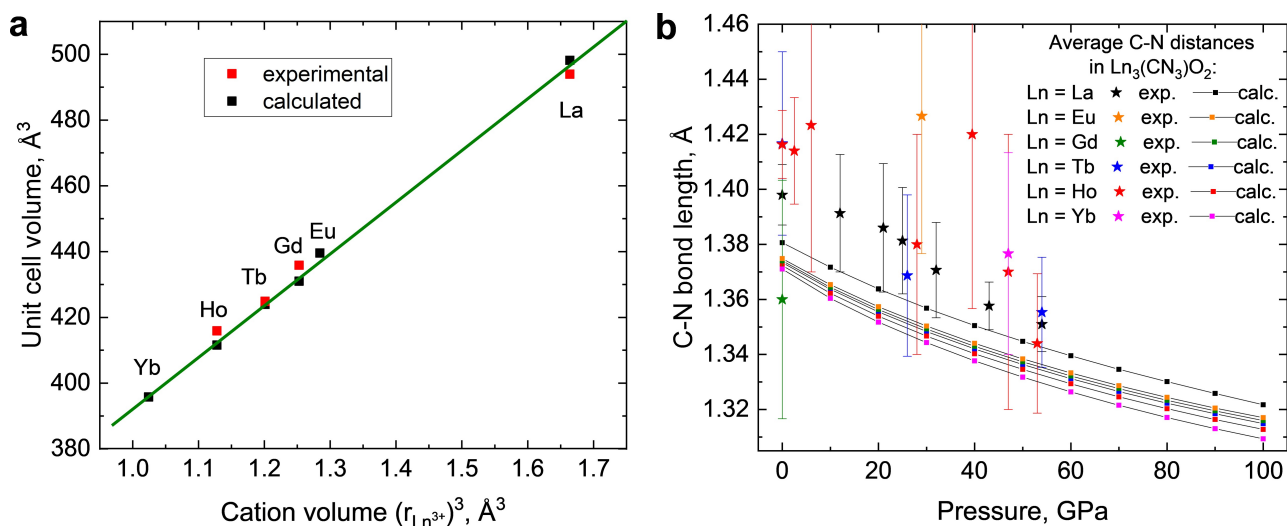 a
Unit cell volume, Å³
500
480
460
440
420
400
380
experimental
calculated
La
Eu
Gd
Tb
Ho
Yb
1.0 1.1 1.2 1.3 1.4 1.5 1.6 1.7
Cation volume (r_Ln³⁺)³, Å³
b
C-N bond length, Å
1.46
1.44
1.42
1.40
1.38
1.36
1.34
1.32
Average C-N distances
in Ln₃(CN₃)O₂:
Ln = La exp. calc.
Ln = Eu exp. calc.
Ln = Gd exp. calc.
Ln = Tb exp. calc.
Ln = Ho exp. calc.
Ln = Yb exp. calc.
0 20 40 60 80 100
Pressure, GPa